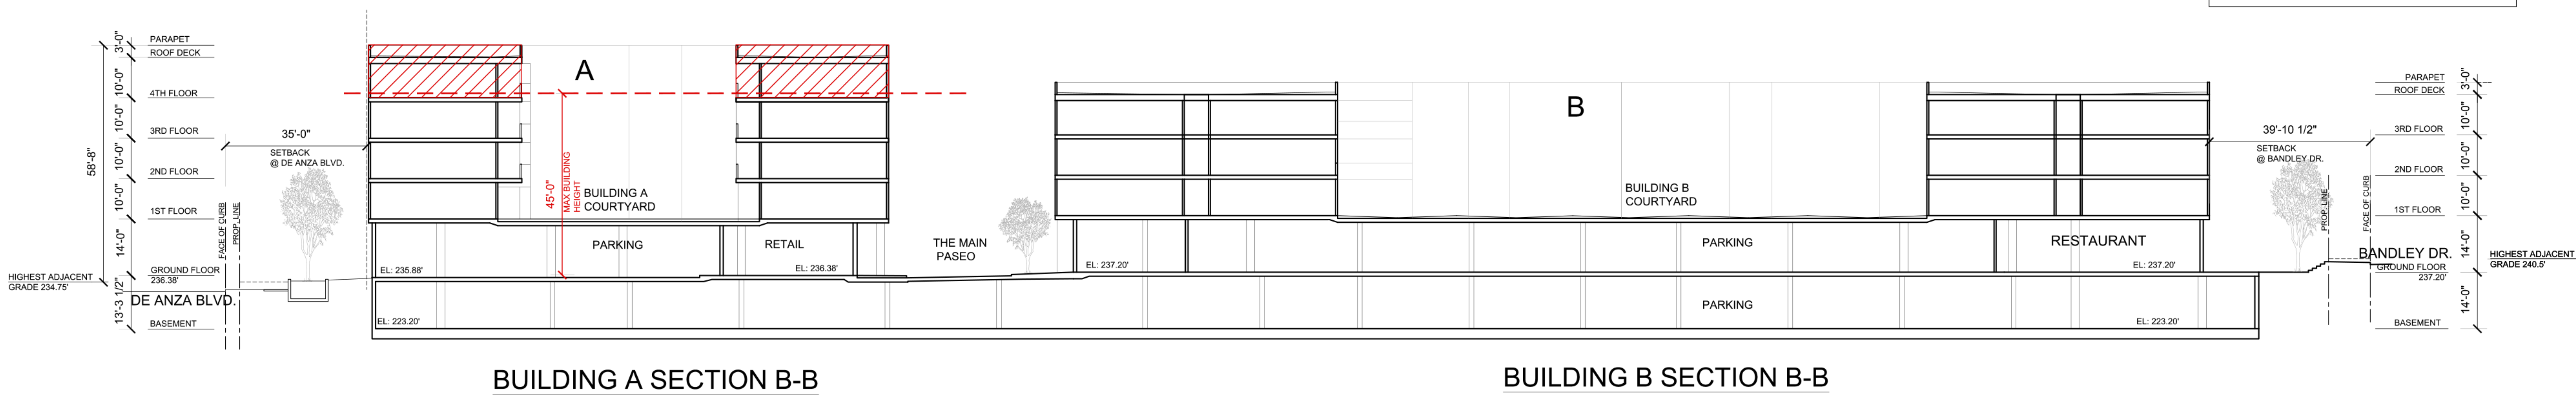 PARAPET
3'-0"
ROOF DECK
10'-0"
4TH FLOOR
10'-0"
3RD FLOOR
10'-0"
2ND FLOOR
10'-0"
1ST FLOOR
14'-0"
GROUND FLOOR
236.38'
13'-3 1/2"
BASEMENT
58'-8"
HIGHEST ADJACENT
GRADE 234.75'
DE ANZA BLVD.
FACE OF CURB
PROP. LINE
35'-0"
SETBACK
@ DE ANZA BLVD.
A
45'-0"
MAX BUILDING
HEIGHT
BUILDING A
COURTYARD
PARKING
RETAIL
EL: 235.88'
EL: 236.38'
EL: 223.20'
THE MAIN
PASEO
B
BUILDING B
COURTYARD
EL: 237.20'
PARKING
RESTAURANT
EL: 237.20'
PARKING
EL: 223.20'
39'-10 1/2"
SETBACK
@ BANDLEY DR.
PROP. LINE
FACE OF CURB
BANDLEY DR.
PARAPET
3'-0"
ROOF DECK
10'-0"
3RD FLOOR
10'-0"
2ND FLOOR
10'-0"
1ST FLOOR
14'-0"
GROUND FLOOR
237.20'
14'-0"
BASEMENT
HIGHEST ADJACENT
GRADE 240.5'
BUILDING A SECTION B-B
BUILDING B SECTION B-B